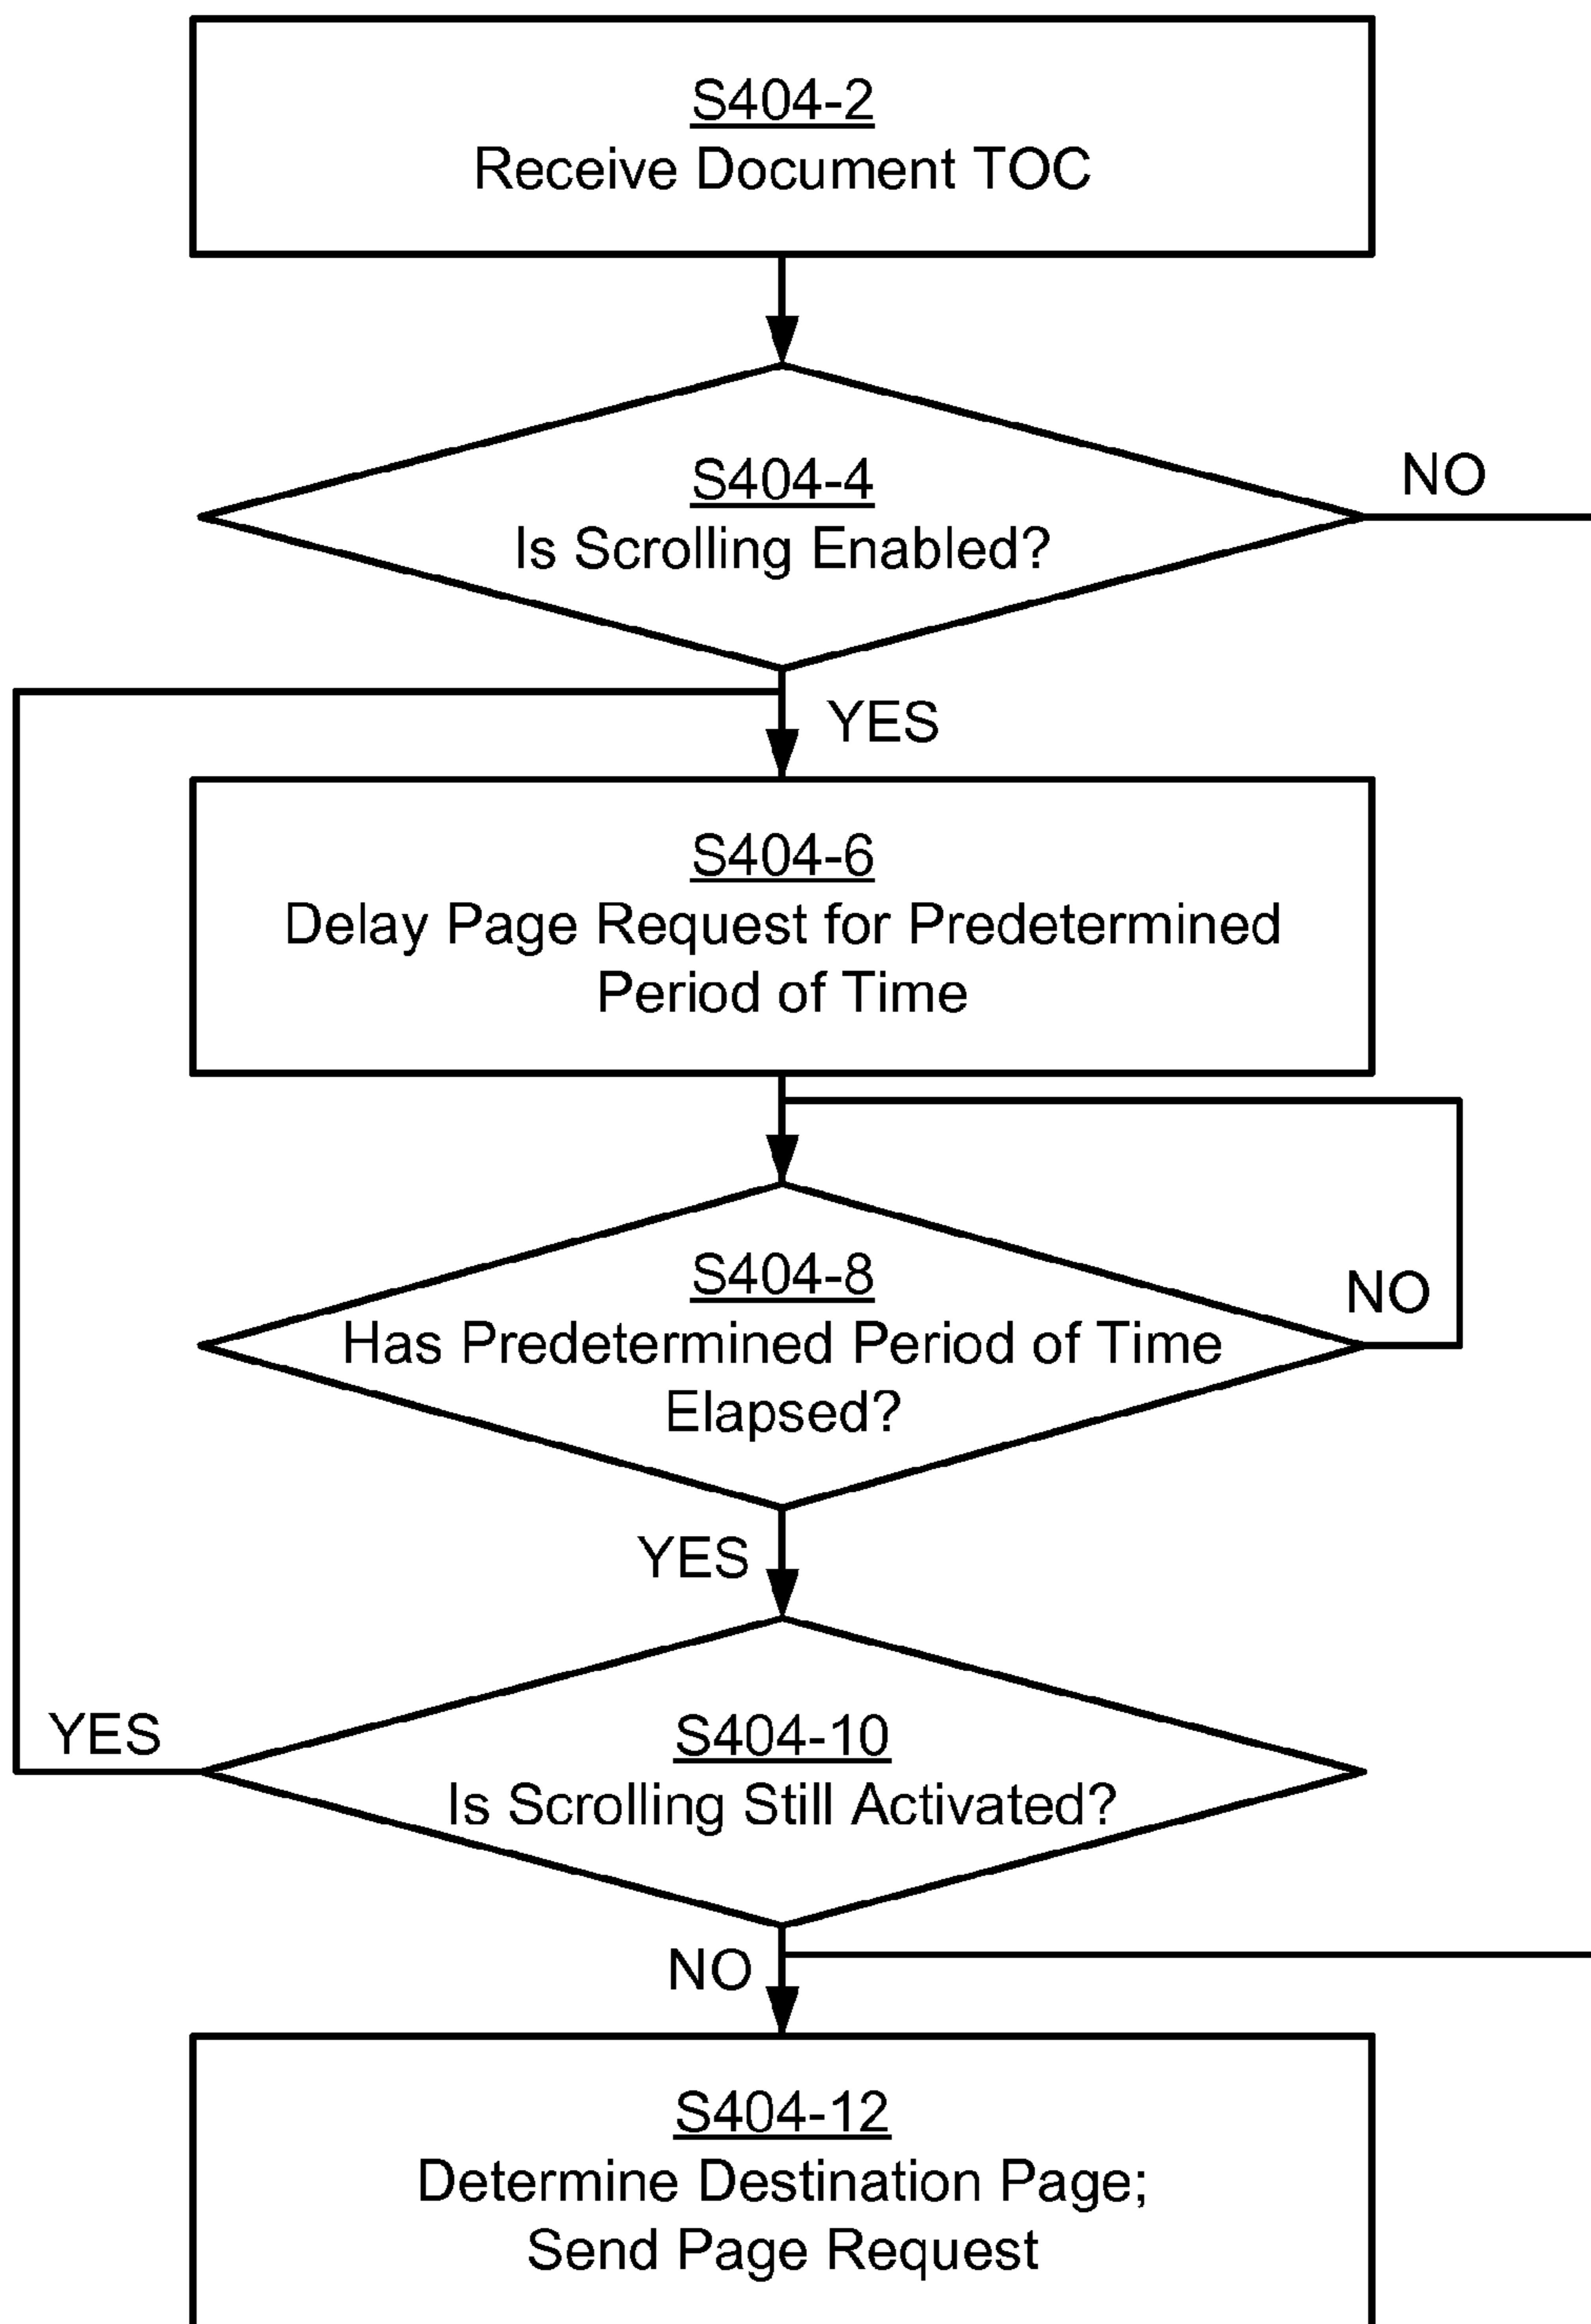 S404-2
Receive Document TOC
S404-4
Is Scrolling Enabled?
NO
YES
S404-6
Delay Page Request for Predetermined
Period of Time
S404-8
Has Predetermined Period of Time
Elapsed?
NO
YES
S404-10
Is Scrolling Still Activated?
YES
NO
S404-12
Determine Destination Page;
Send Page Request